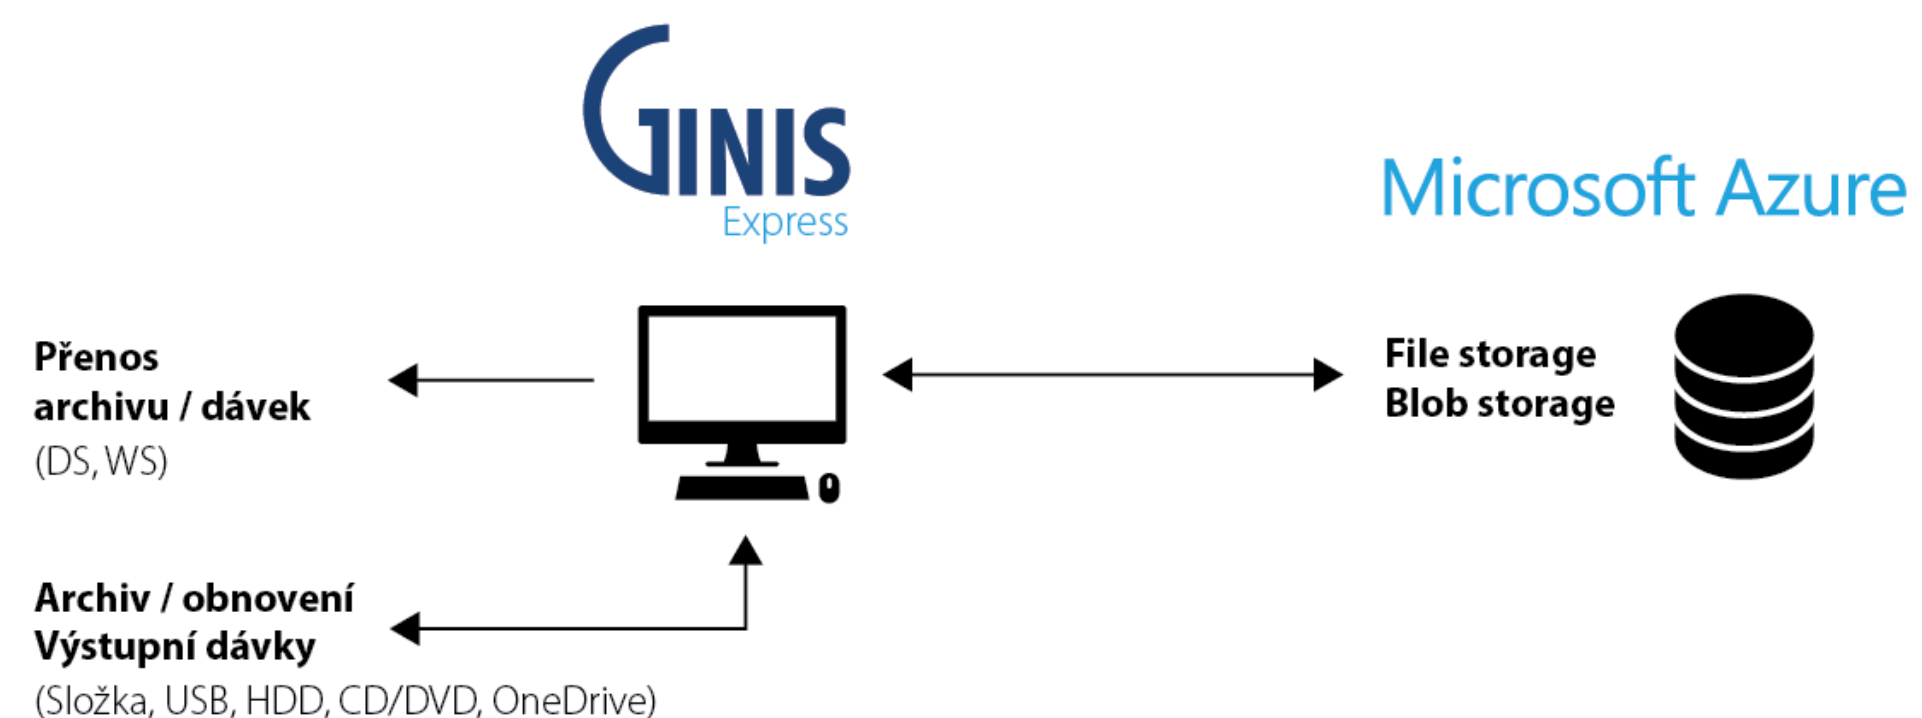 GINIS
Express
Microsoft Azure
Přenos
archivu / dávek
(DS, WS)
File storage
Blob storage
Archiv / obnovení
Výstupní dávky
(Složka, USB, HDD, CD/DVD, OneDrive)